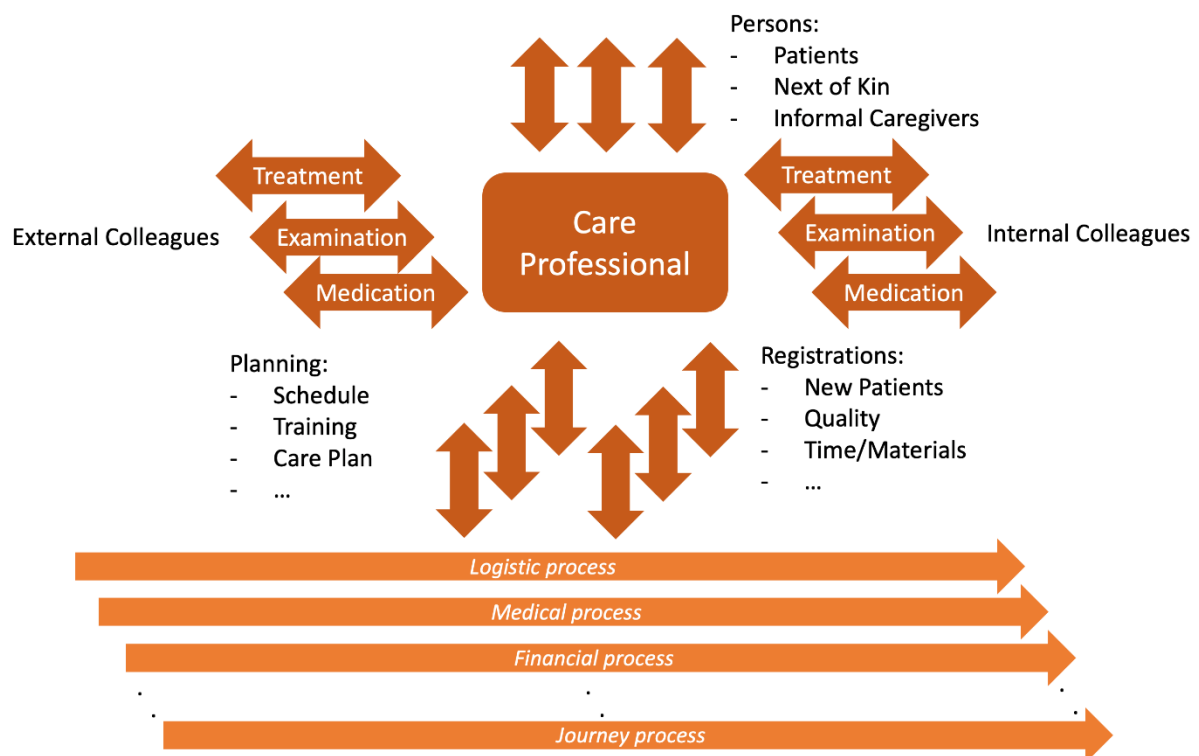 Persons:
- Patients
- Next of Kin
- Informal Caregivers
Treatment
Examination
Medication
External Colleagues
Care
Professional
Treatment
Examination
Medication
Internal Colleagues
Planning:
- Schedule
- Training
- Care Plan
- ...
Registrations:
- New Patients
- Quality
- Time/Materials
- ...
Logistic process
Medical process
Financial process
Journey process